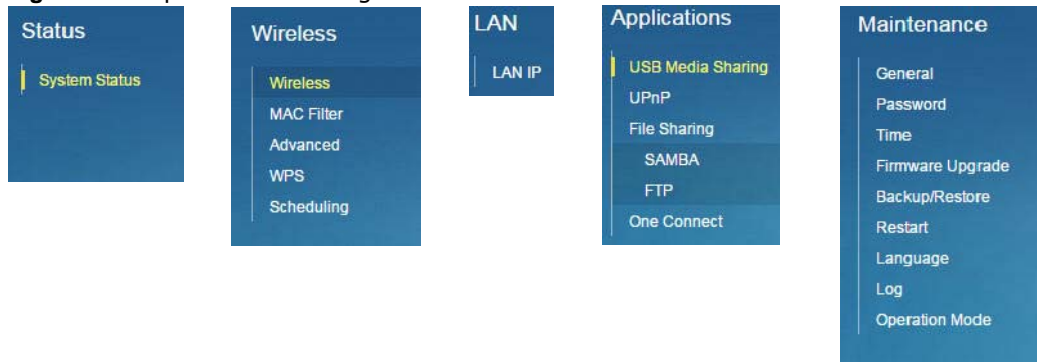 Status
System Status
Wireless
Wireless
MAC Filter
Advanced
WPS
Scheduling
LAN
LAN IP
Applications
USB Media Sharing
UPnP
File Sharing
SAMBA
FTP
One Connect
Maintenance
General
Password
Time
Firmware Upgrade
Backup/Restore
Restart
Language
Log
Operation Mode